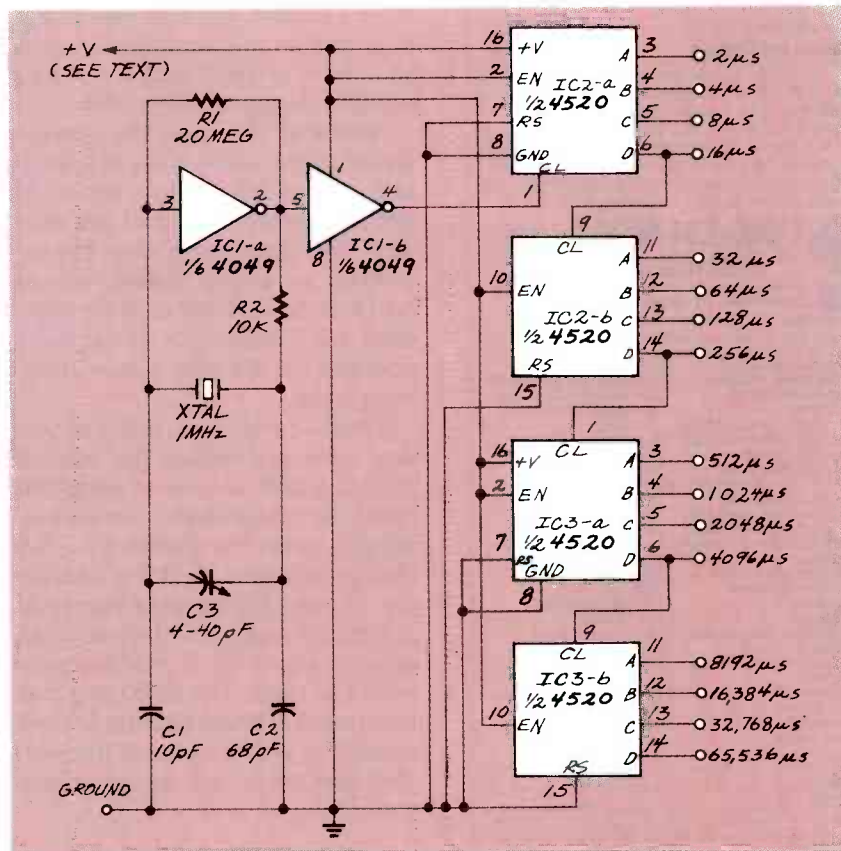 +V
(SEE TEXT)
R1
20 MEG
3
2
IC1-a
1/6 4049
5
1
4
8
IC1-b
1/6 4049
R2
10K
XTAL
1MHz
C3
4-40pF
C1
10pF
C2
68pF
GROUND
16
+V
2
EN
7
RS
8
GND
CL
1
IC2-a
1/2 4520
A 3 2μs
B 4 4μs
C 5 8μs
D 6 16μs
9
CL
10
EN
IC2-b
1/2 4520
RS
15
A 11 32μs
B 12 64μs
C 13 128μs
D 14 256μs
1
CL
16
+V
2
EN
IC3-a
1/2 4520
7
RS
GND
8
A 3 512μs
B 4 1024μs
C 5 2048μs
D 6 4096μs
9
CL
IC3-b
1/2 4520
10
EN
RS
15
A 11 8192μs
B 12 16,384μs
C 13 32,768μs
D 14 65,536μs